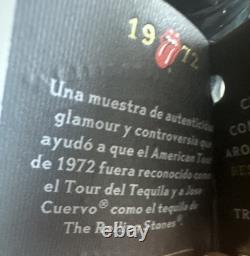 1972
Una muestra de autenticidad
glamour y controversia que
ayudó a que el American Tour
de 1972 fuera reconocido como
el Tour del Tequila y a Jose
Cuervo® como el tequila de
The Rolling Stones®.